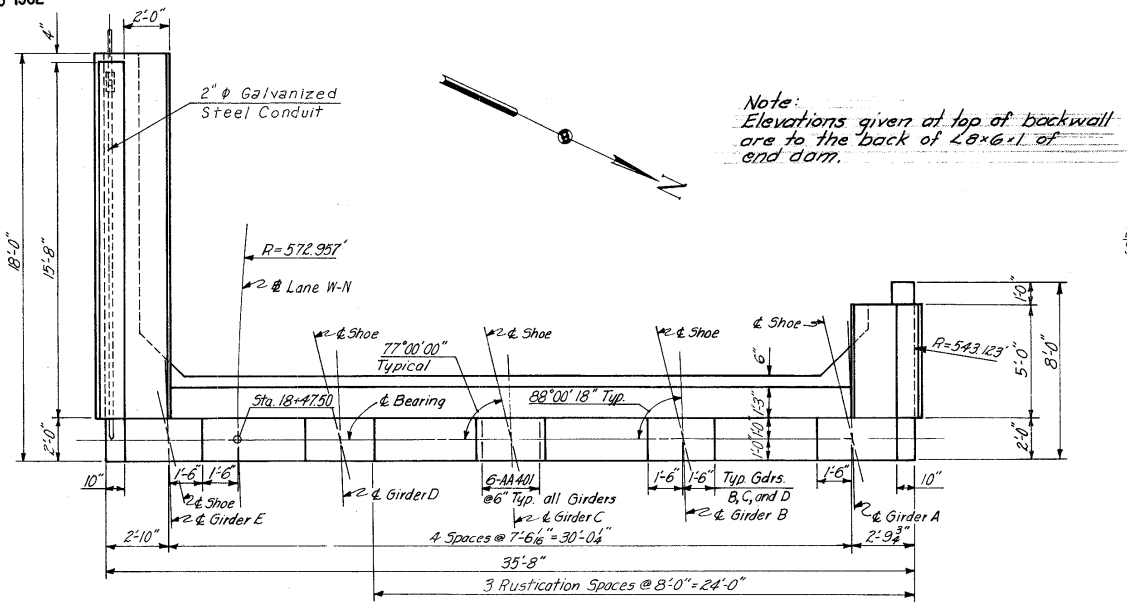 2'-0"
4"
18'-0"
15'-8"
2'-0"
2" φ Galvanized
Steel Conduit
N
Note:
Elevations given at top of backwall
are to the back of ∠8×6×1 of
end dam.
R=572.957'
℄ Lane W-N
℄ Shoe
℄ Shoe
℄ Shoe
℄ Shoe
77°00'00"
Typical
88°00'18" Typ.
Sta. 18+47.50
℄ Bearing
6"
1'-3"
1'-0"
1'-0"
R=543.123'
1'-0"
5'-0"
8'-0"
2'-0"
10"
1'-6"
1'-6"
6-AA401
@6" Typ. all Girders
1'-6"
1'-6"
Typ. Gdrs.
B, C, and D
1'-6"
10"
℄ Shoe
℄ Girder E
℄ Girder D
℄ Girder C
℄ Girder B
℄ Girder A
2'-10"
4 Spaces @ 7'-6 1/16" = 30'-0 1/4"
2'-9 3/4"
35'-8"
3 Rustication Spaces @ 8'-0" = 24'-0"